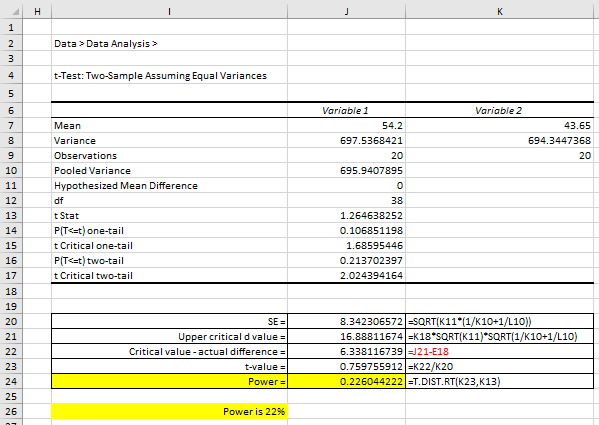 H I J K
1
2 Data > Data Analysis >
3
4 t-Test: Two-Sample Assuming Equal Variances
5
6 Variable 1 Variable 2
7 Mean 54.2 43.65
8 Variance 697.5368421 694.3447368
9 Observations 20 20
10 Pooled Variance 695.9407895
11 Hypothesized Mean Difference 0
12 df 38
13 t Stat 1.264638252
14 P(T<=t) one-tail 0.106851198
15 t Critical one-tail 1.68595446
16 P(T<=t) two-tail 0.213702397
17 t Critical two-tail 2.024394164
18
19
20 SE = 8.342306572 =SQRT(K11*(1/K10+1/L10))
21 Upper critical d value = 16.88811674 =K18*SQRT(K11)*SQRT(1/K10+1/L10)
22 Critical value - actual difference = 6.338116739 =J21-E18
23 t-value = 0.759755912 =K22/K20
24 Power = 0.226044222 =T.DIST.RT(K23,K13)
25
26 Power is 22%